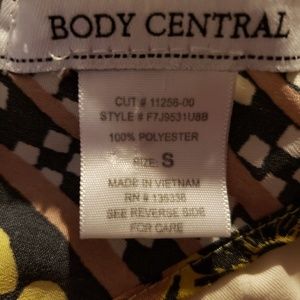 BODY CENTRAL
CUT # 11256-00
STYLE # F7J9531U8B
100% POLYESTER
SIZE: S
MADE IN VIETNAM
RN # 135336
SEE REVERSE SIDE
FOR CARE